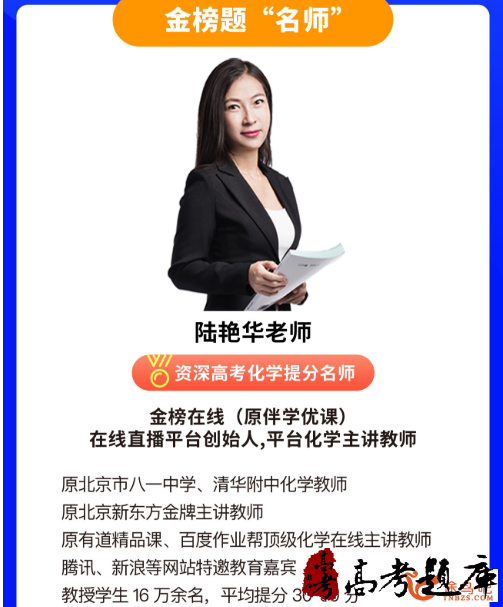 金榜题“名师”
陆艳华老师
资深高考化学提分名师
金榜在线（原伴学优课）
在线直播平台创始人,平台化学主讲教师
原北京市八一中学、清华附中化学教师
原北京新东方金牌主讲教师
原有道精品课、百度作业帮顶级化学在线主讲教师
腾讯、新浪等网站特邀教育嘉宾
教授学生 16 万余名，平均提分 30
高考题库
TNBZS.com